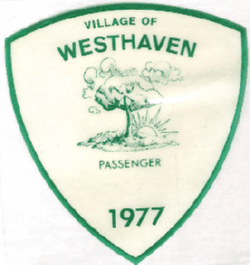 VILLAGE OF
WESTHAVEN
PASSENGER
1977